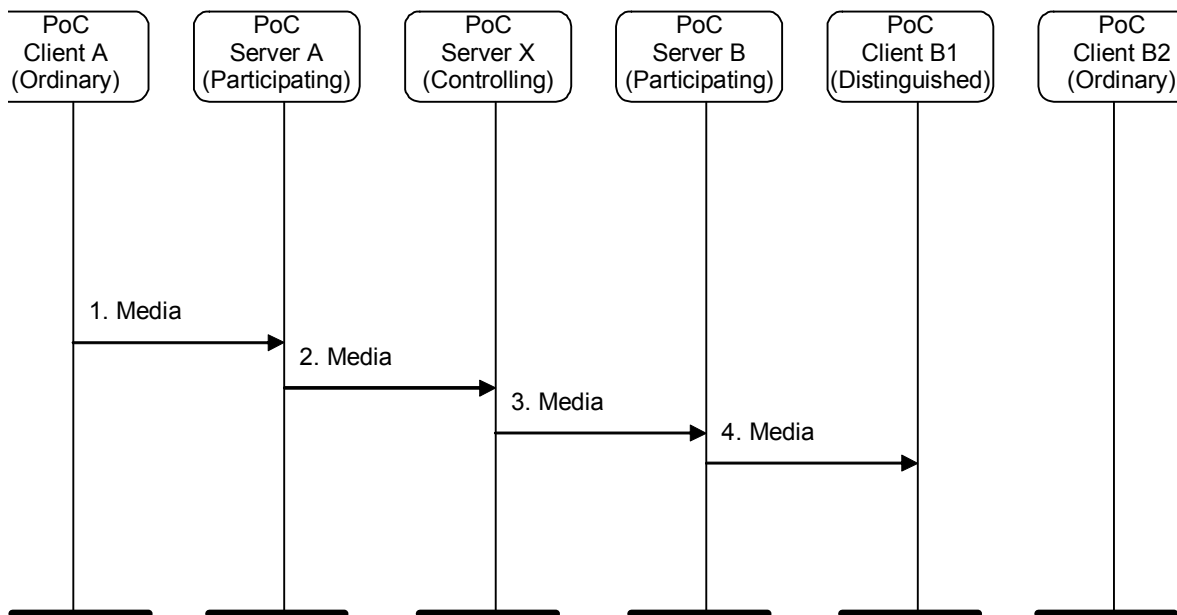 PoC
Client A
(Ordinary)
PoC
Server A
(Participating)
PoC
Server X
(Controlling)
PoC
Server B
(Participating)
PoC
Client B1
(Distinguished)
PoC
Client B2
(Ordinary)
1. Media
2. Media
3. Media
4. Media